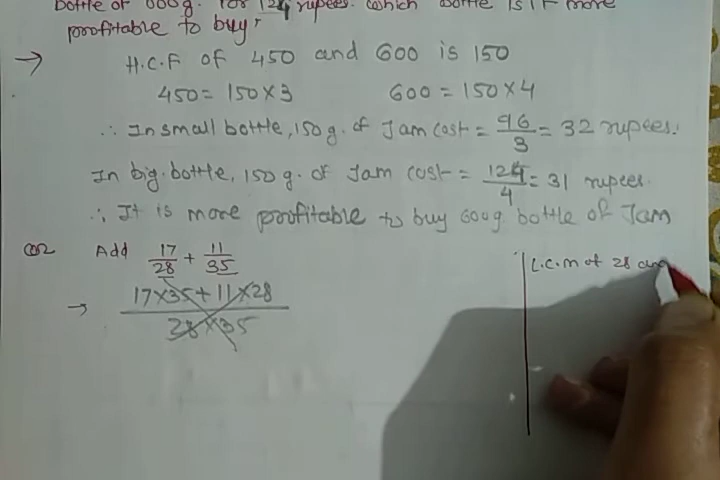 bottle of 600g. for 124 rupees. which bottle is it more
profitable to buy?
→ H.C.F of 450 and 600 is 150
450 = 150×3 600 = 150×4
∴ In small bottle, 150 g. of Jam cost = 96/3 = 32 rupees.
In big bottle, 150 g. of Jam cost = 124/4 = 31 rupees.
∴ It is more profitable to buy 600g bottle of Jam
Q2 Add 17/28 + 11/35
L.C.M of 28 and
→ 17×35+11×28 / 28×35